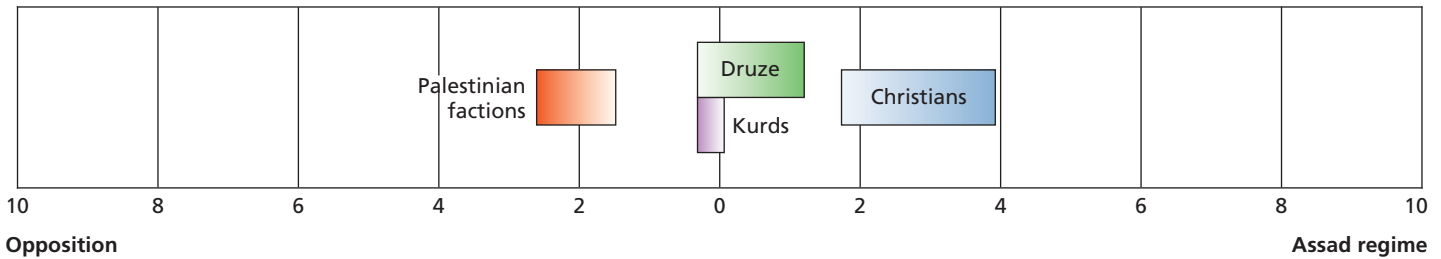 Druze
Palestinian
factions
Christians
Kurds
10 8 6 4 2 0 2 4 6 8 10
Opposition Assad regime